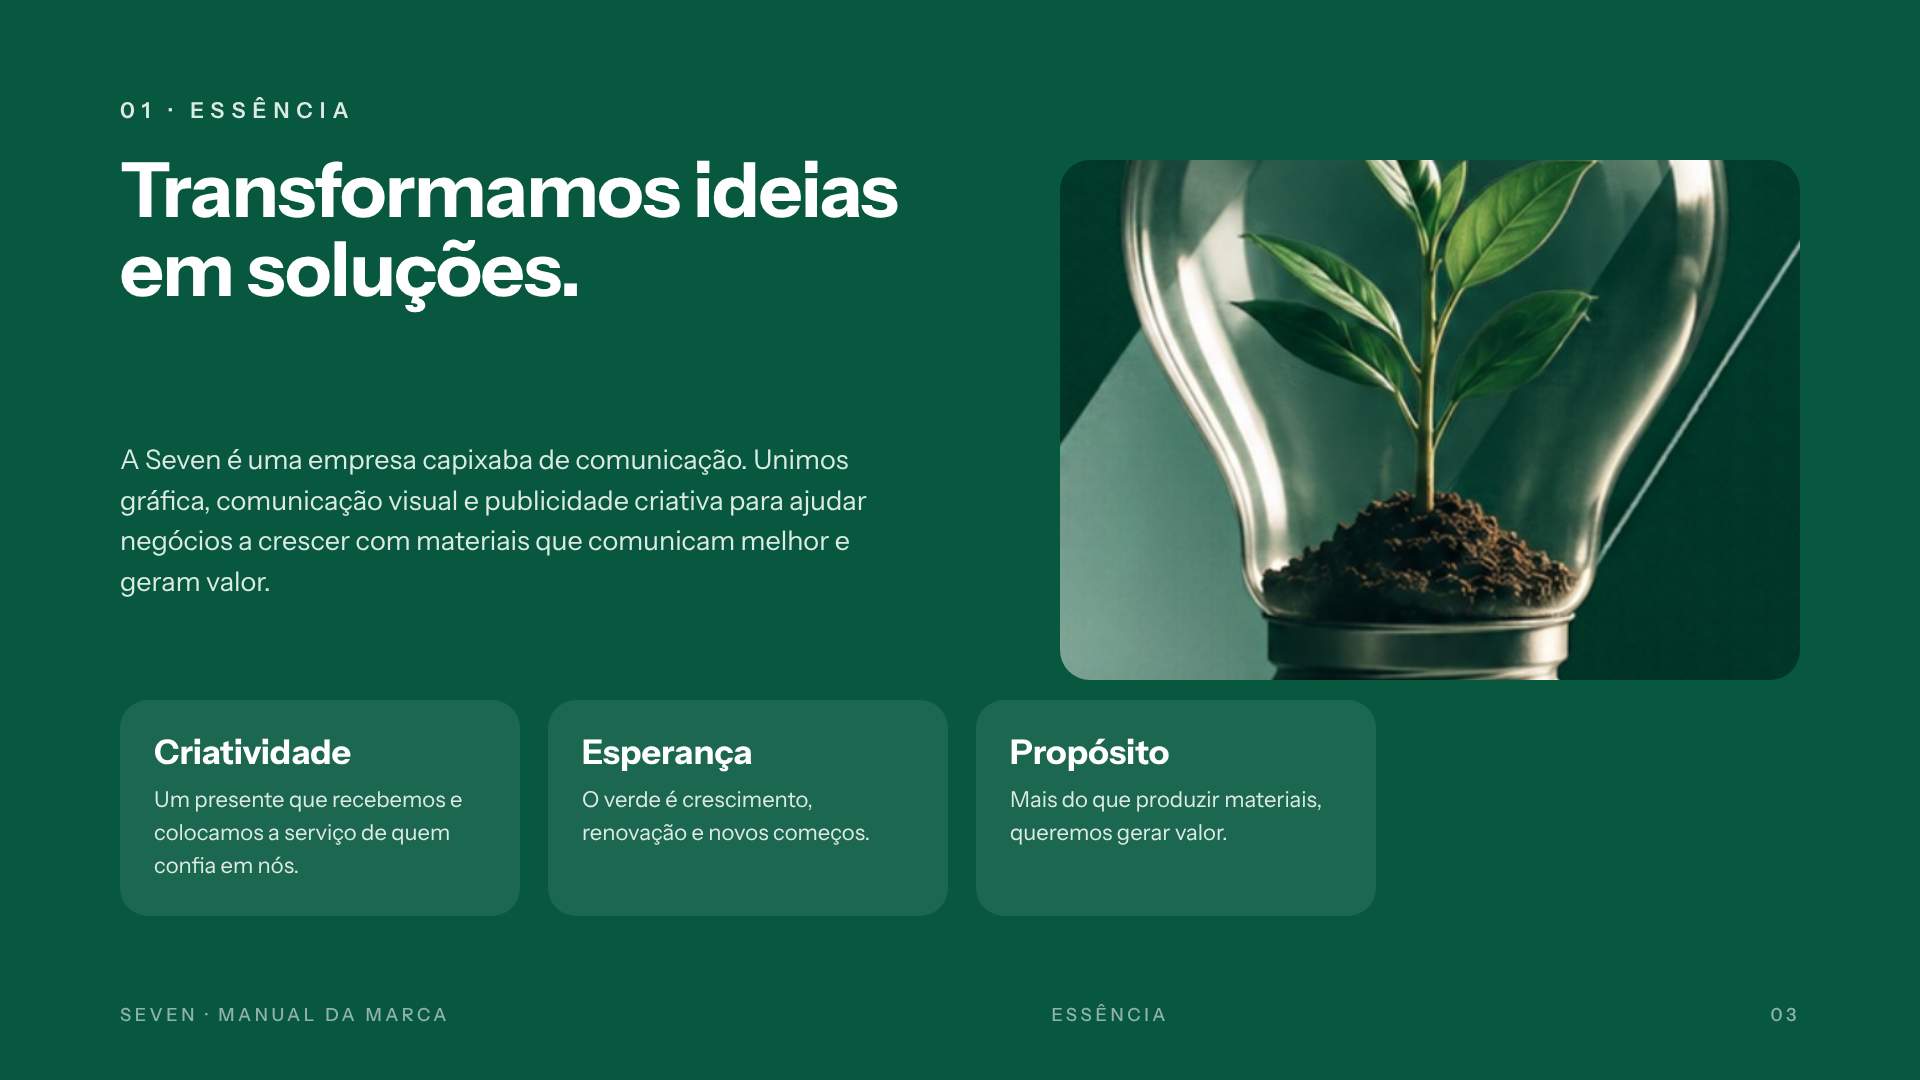 01 · ESSÊNCIA
Transformamos ideias
em soluções.
A Seven é uma empresa capixaba de comunicação. Unimos
gráfica, comunicação visual e publicidade criativa para ajudar
negócios a crescer com materiais que comunicam melhor e
geram valor.
Criatividade
Um presente que recebemos e
colocamos a serviço de quem
confia em nós.
Esperança
O verde é crescimento,
renovação e novos começos.
Propósito
Mais do que produzir materiais,
queremos gerar valor.
SEVEN · MANUAL DA MARCA
ESSÊNCIA
03